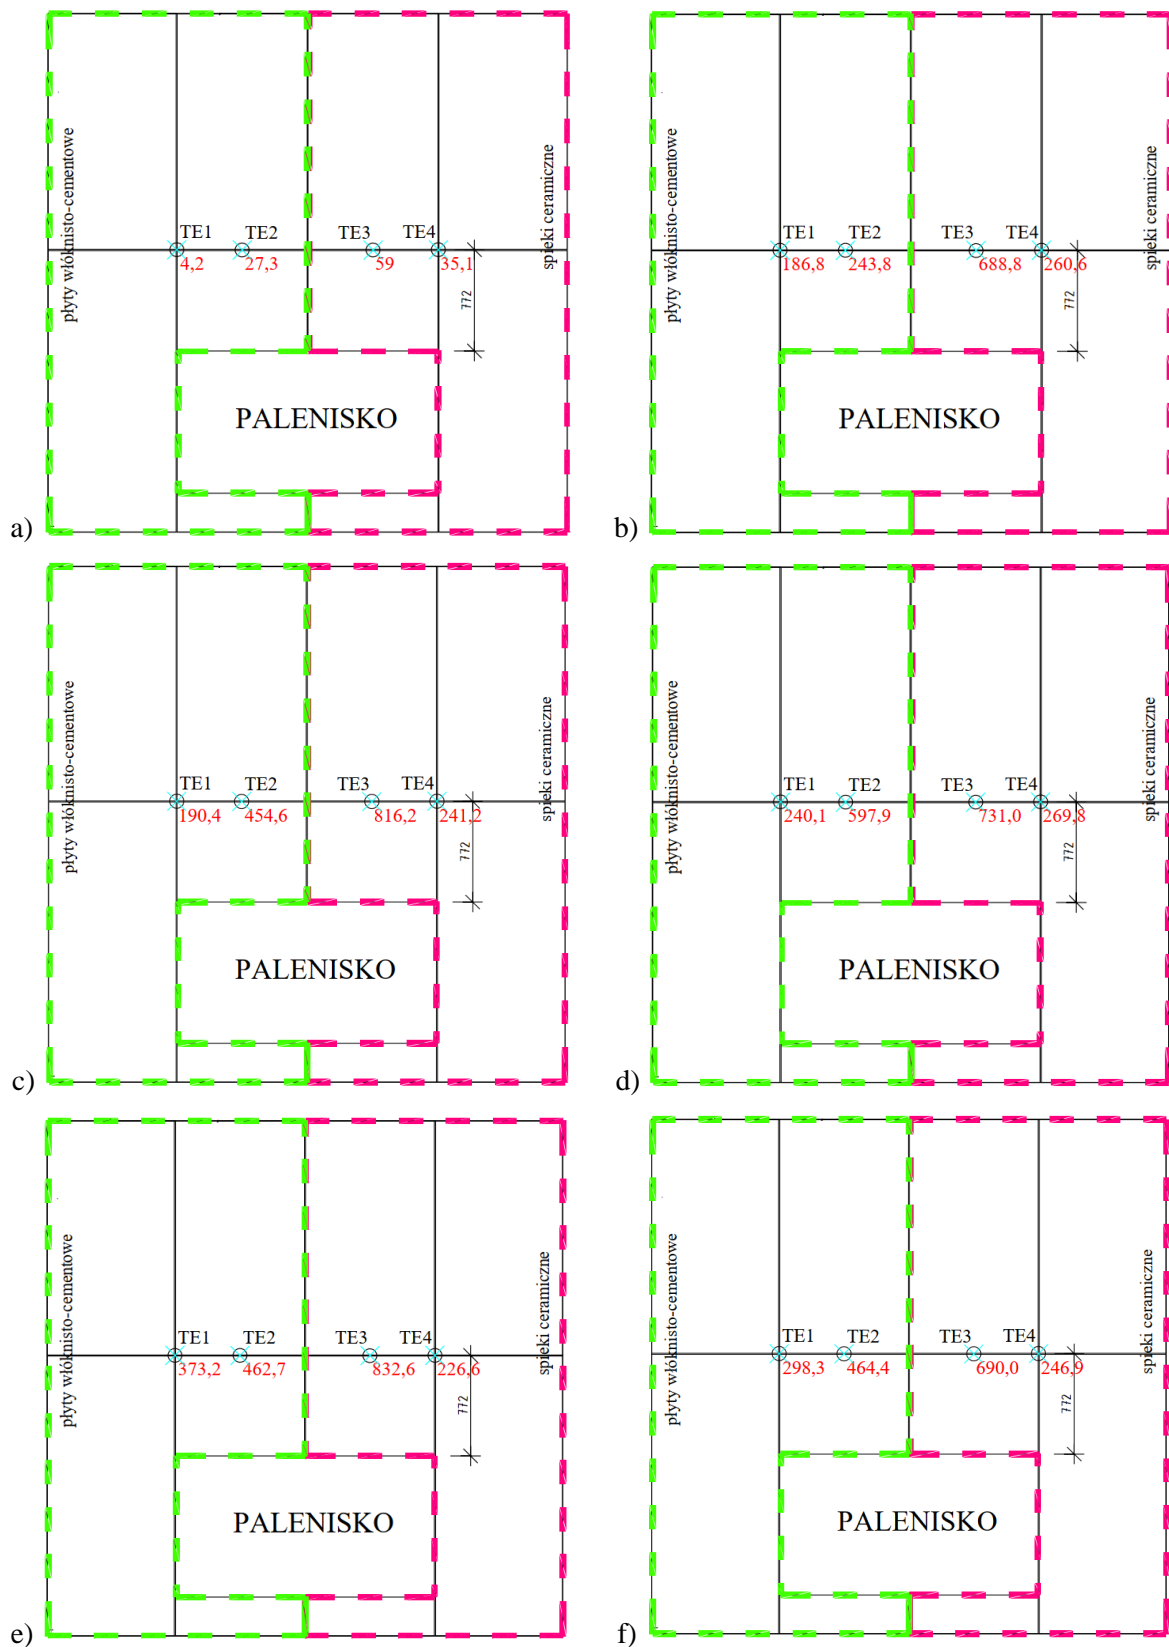 płyty włóknisto-cementowe
TE1 TE2 TE3 TE4
4,2 27,3 59 35,1
772
spieki ceramiczne
PALENISKO
a)
płyty włóknisto-cementowe
TE1 TE2 TE3 TE4
186,8 243,8 688,8 260,6
772
spieki ceramiczne
PALENISKO
b)
płyty włóknisto-cementowe
TE1 TE2 TE3 TE4
190,4 454,6 816,2 241,2
772
spieki ceramiczne
PALENISKO
c)
płyty włóknisto-cementowe
TE1 TE2 TE3 TE4
240,1 597,9 731,0 269,8
772
spieki ceramiczne
PALENISKO
d)
płyty włóknisto-cementowe
TE1 TE2 TE3 TE4
373,2 462,7 832,6 226,6
772
spieki ceramiczne
PALENISKO
e)
płyty włóknisto-cementowe
TE1 TE2 TE3 TE4
298,3 464,4 690,0 246,9
772
spieki ceramiczne
PALENISKO
f)